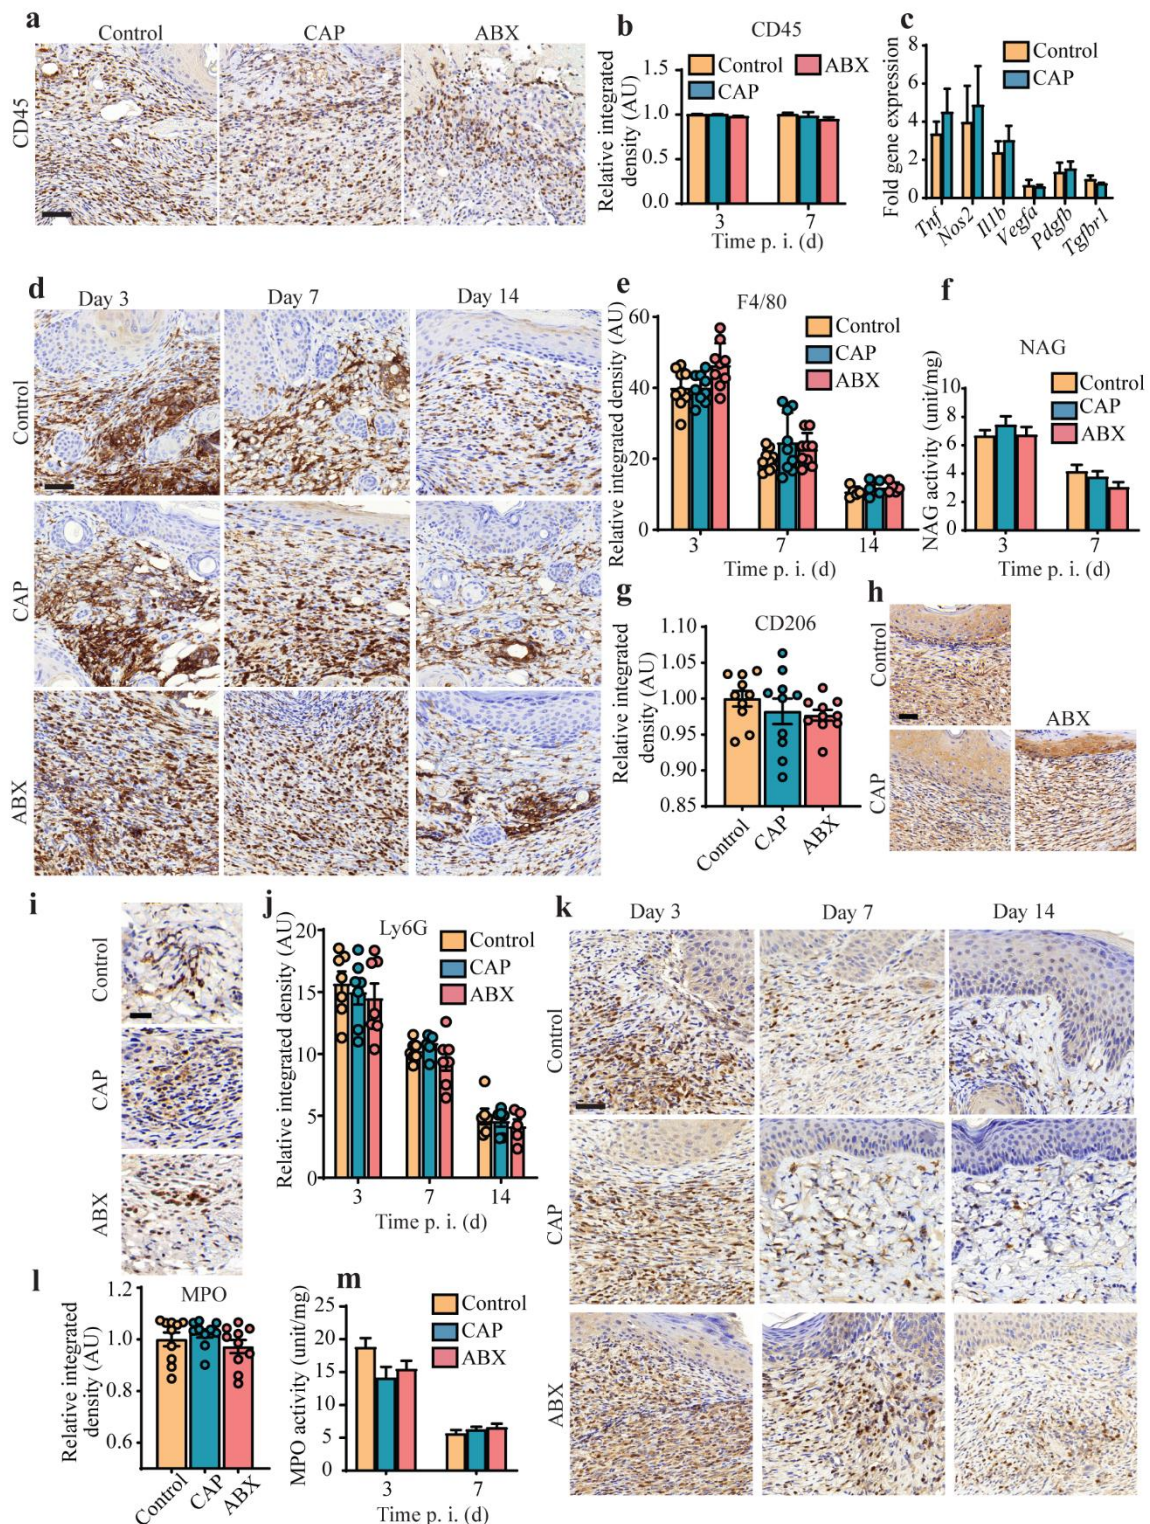 a
Control
CAP
ABX
CD45
b
CD45
Relative integrated
density (AU)
1.5
1.0
0.5
0.0
Control
ABX
CAP
3
7
Time p. i. (d)
c
Fold gene expression
8
6
4
2
0
Control
CAP
Tnf
Nos2
Il1b
Vegfa
Pdgfb
Tgfbr1
d
Day 3
Day 7
Day 14
Control
CAP
ABX
e
F4/80
Relative integrated density (AU)
60
40
20
0
Control
CAP
ABX
3
7
14
Time p. i. (d)
f
NAG
NAG activity (unit/mg)
8
6
4
2
0
Control
CAP
ABX
3
7
Time p. i. (d)
g
CD206
Relative integrated
density (AU)
1.10
1.05
1.00
0.95
0.90
0.85
Control
CAP
ABX
h
Control
CAP
ABX
i
Control
CAP
ABX
j
Ly6G
Relative integrated density (AU)
20
15
10
5
0
Control
CAP
ABX
3
7
14
Time p. i. (d)
k
Day 3
Day 7
Day 14
Control
CAP
ABX
l
MPO
Relative integrated
density (AU)
1.2
1.0
0.8
0.6
Control
CAP
ABX
m
MPO activity (unit/mg)
25
20
15
10
5
0
Control
CAP
ABX
3
7
Time p. i. (d)